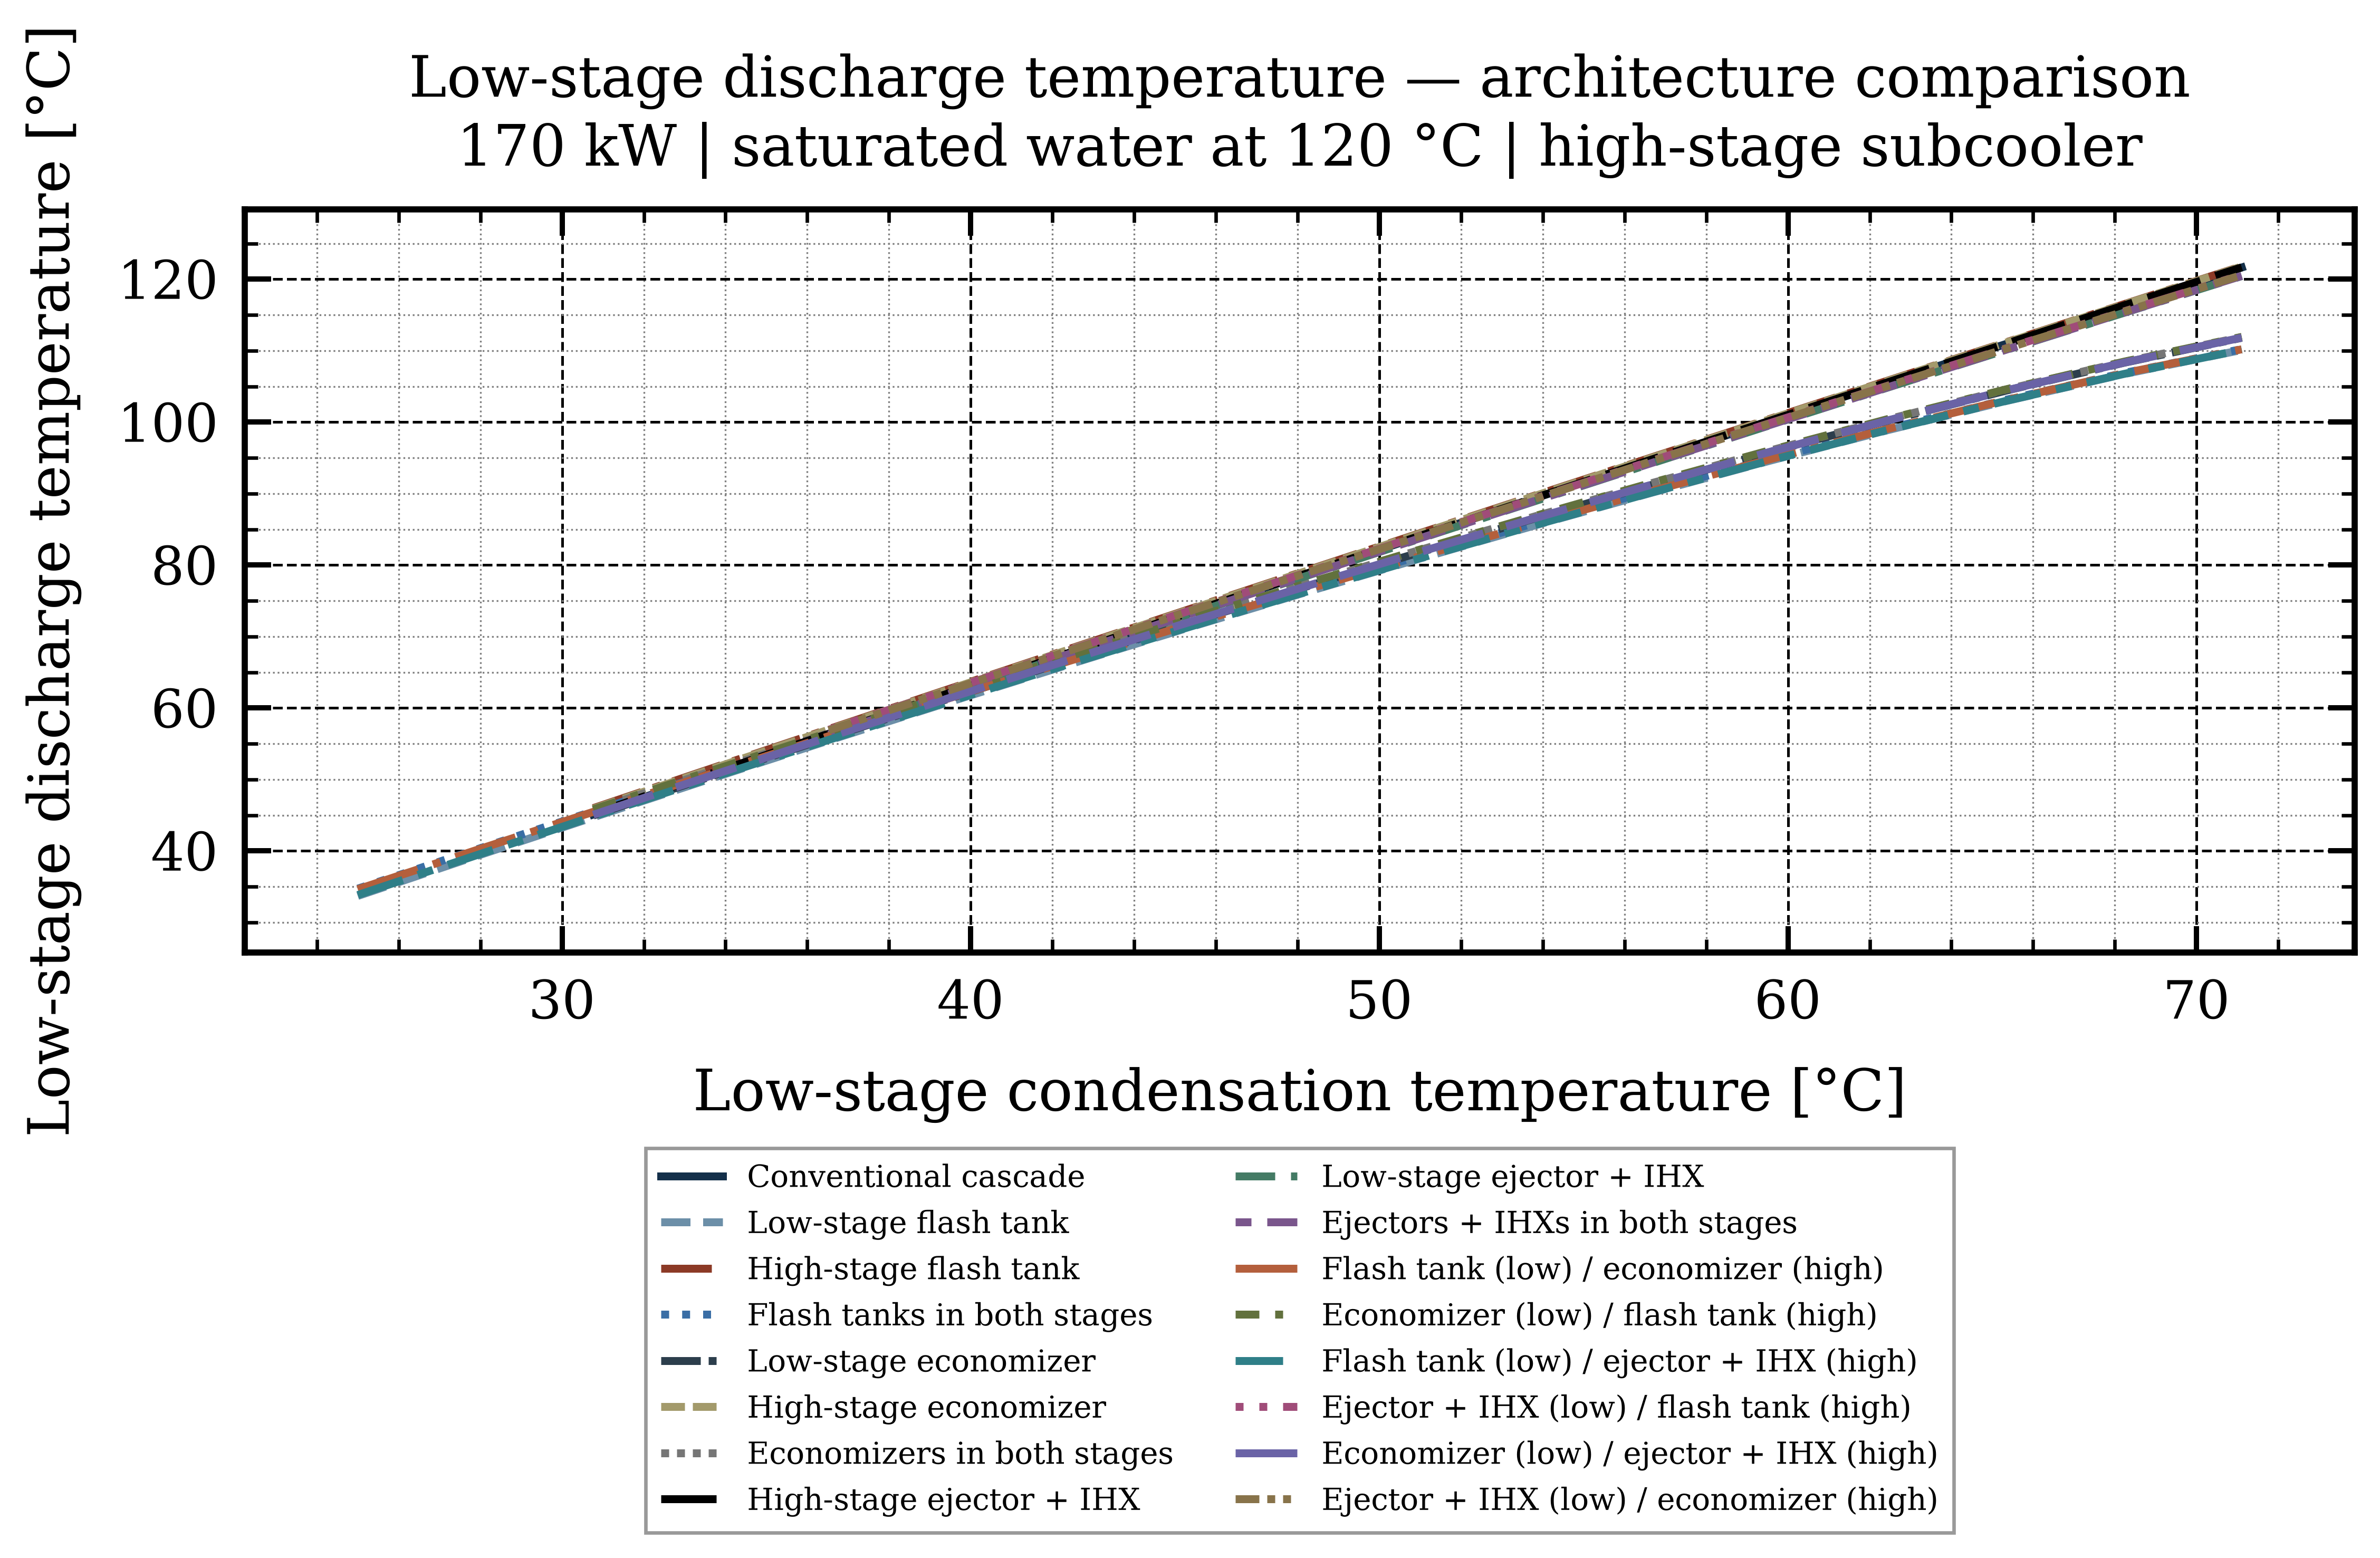 Low-stage discharge temperature — architecture comparison
170 kW | saturated water at 120 °C | high-stage subcooler
Low-stage discharge temperature [°C]
120
100
80
60
40
30
40
50
60
70
Low-stage condensation temperature [°C]
Conventional cascade
Low-stage flash tank
High-stage flash tank
Flash tanks in both stages
Low-stage economizer
High-stage economizer
Economizers in both stages
High-stage ejector + IHX
Low-stage ejector + IHX
Ejectors + IHXs in both stages
Flash tank (low) / economizer (high)
Economizer (low) / flash tank (high)
Flash tank (low) / ejector + IHX (high)
Ejector + IHX (low) / flash tank (high)
Economizer (low) / ejector + IHX (high)
Ejector + IHX (low) / economizer (high)